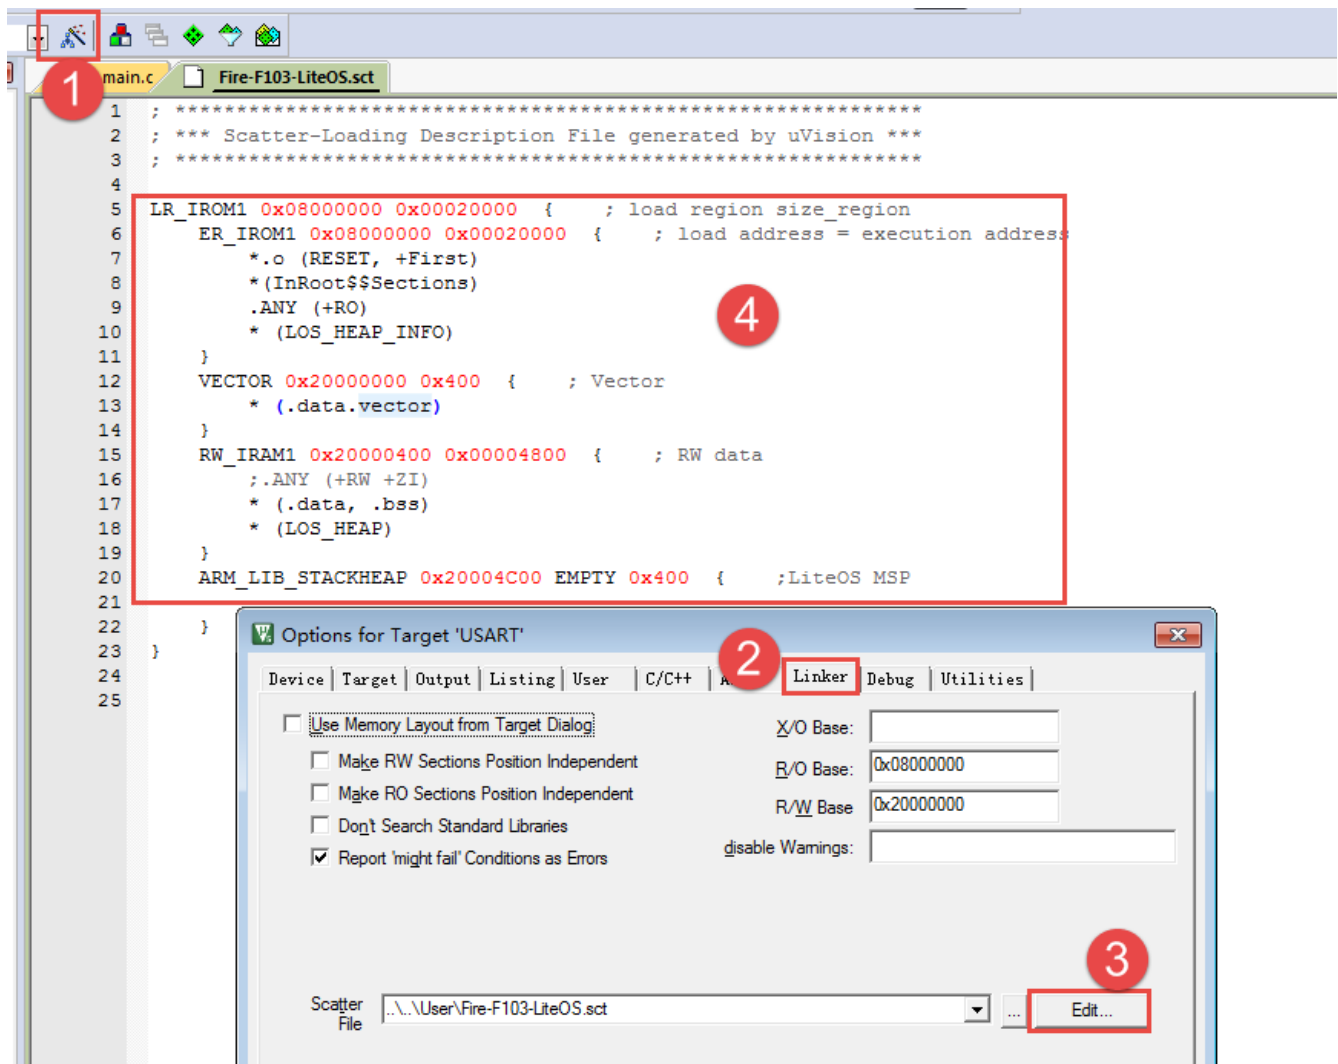 1
main.c
Fire-F103-LiteOS.sct
1 ; *************************************************************
2 ; *** Scatter-Loading Description File generated by uVision ***
3 ; *************************************************************
4
5 LR_IROM1 0x08000000 0x00020000 { ; load region size_region
6 ER_IROM1 0x08000000 0x00020000 { ; load address = execution address
7 *.o (RESET, +First)
8 *(InRoot$$Sections)
9 .ANY (+RO)
10 * (LOS_HEAP_INFO)
11 }
12 VECTOR 0x20000000 0x400 { ; Vector
13 * (.data.vector)
14 }
15 RW_IRAM1 0x20000400 0x00004800 { ; RW data
16 ;.ANY (+RW +ZI)
17 * (.data, .bss)
18 * (LOS_HEAP)
19 }
20 ARM_LIB_STACKHEAP 0x20004C00 EMPTY 0x400 { ;LiteOS MSP
21
22 }
23 }
24
25
4
Options for Target 'USART'
2
Device Target Output Listing User C/C++ Linker Debug Utilities
Use Memory Layout from Target Dialog
Make RW Sections Position Independent
Make RO Sections Position Independent
Don't Search Standard Libraries
Report 'might fail' Conditions as Errors
X/O Base:
R/O Base: 0x08000000
R/W Base 0x20000000
disable Warnings:
3
Scatter File ..\..\User\Fire-F103-LiteOS.sct ... Edit...